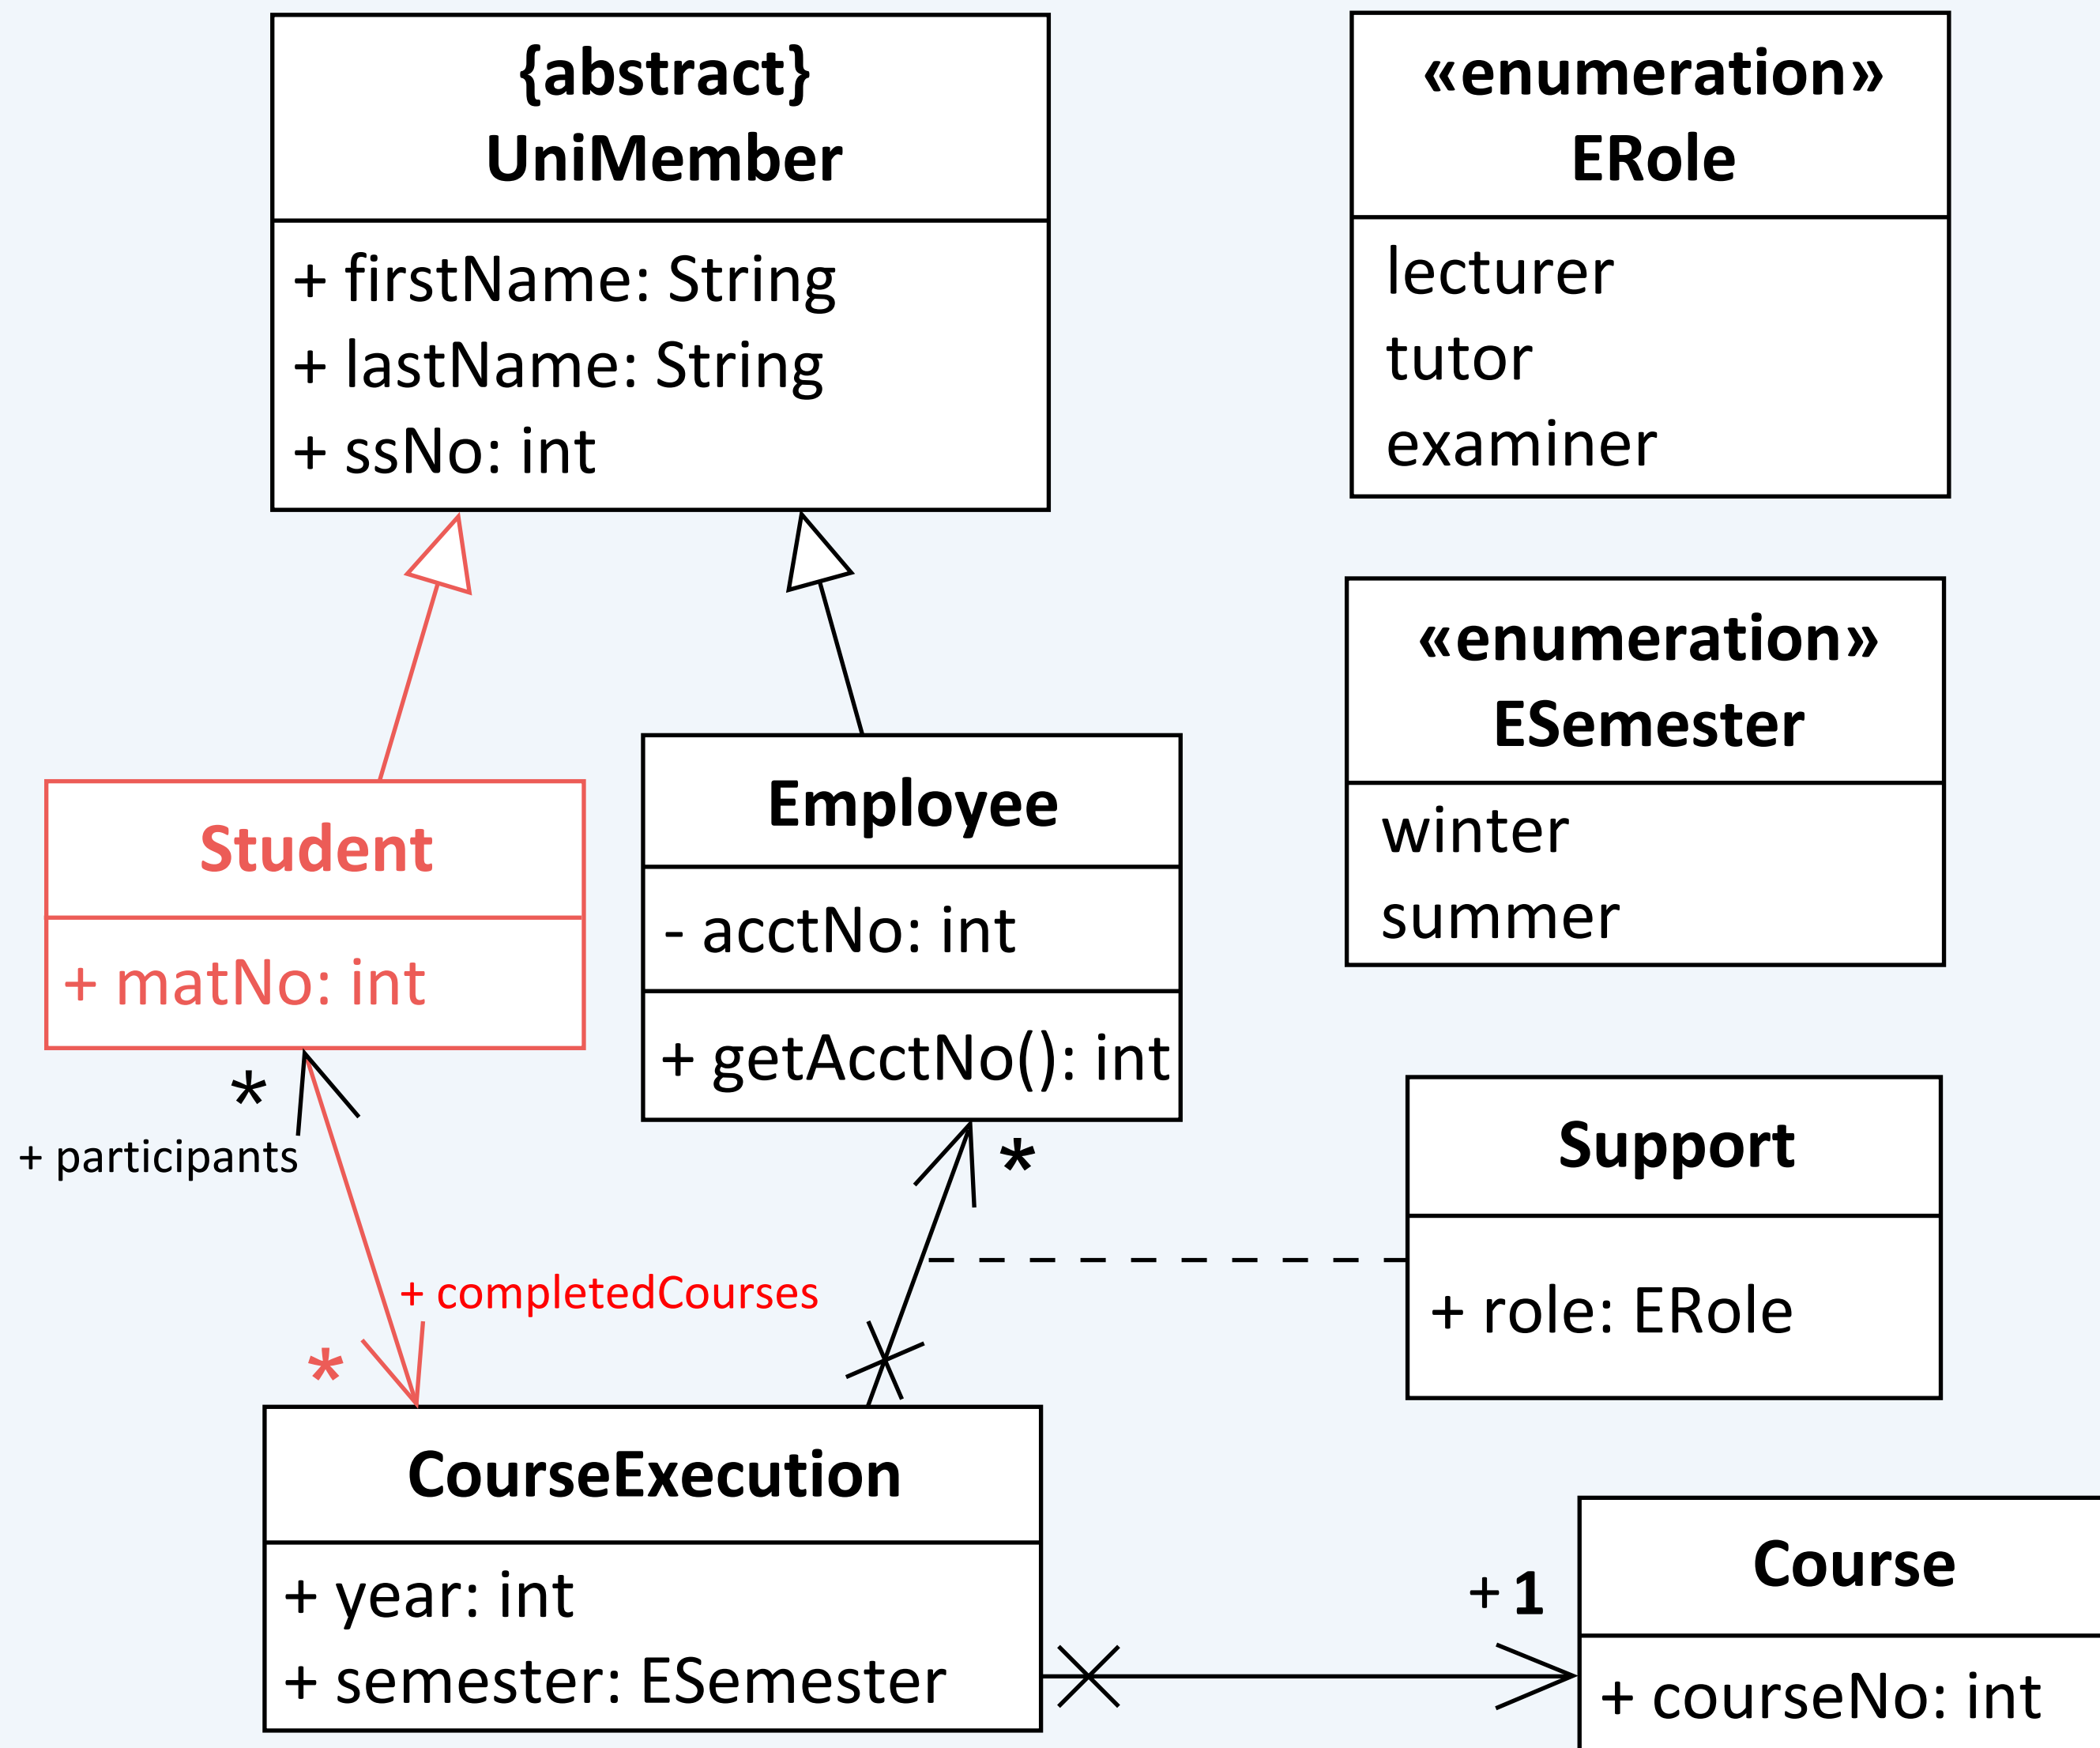 {abstract}
UniMember
+ firstName: String
+ lastName: String
+ ssNo: int
«enumeration»
ERole
lecturer
tutor
examiner
«enumeration»
ESemester
winter
summer
Student
+ matNo: int
Employee
- acctNo: int
+ getAcctNo(): int
*
+ participants
*
+ completedCourses
*
Support
+ role: ERole
CourseExecution
+ year: int
+ semester: ESemester
+ 1
Course
+ courseNo: int